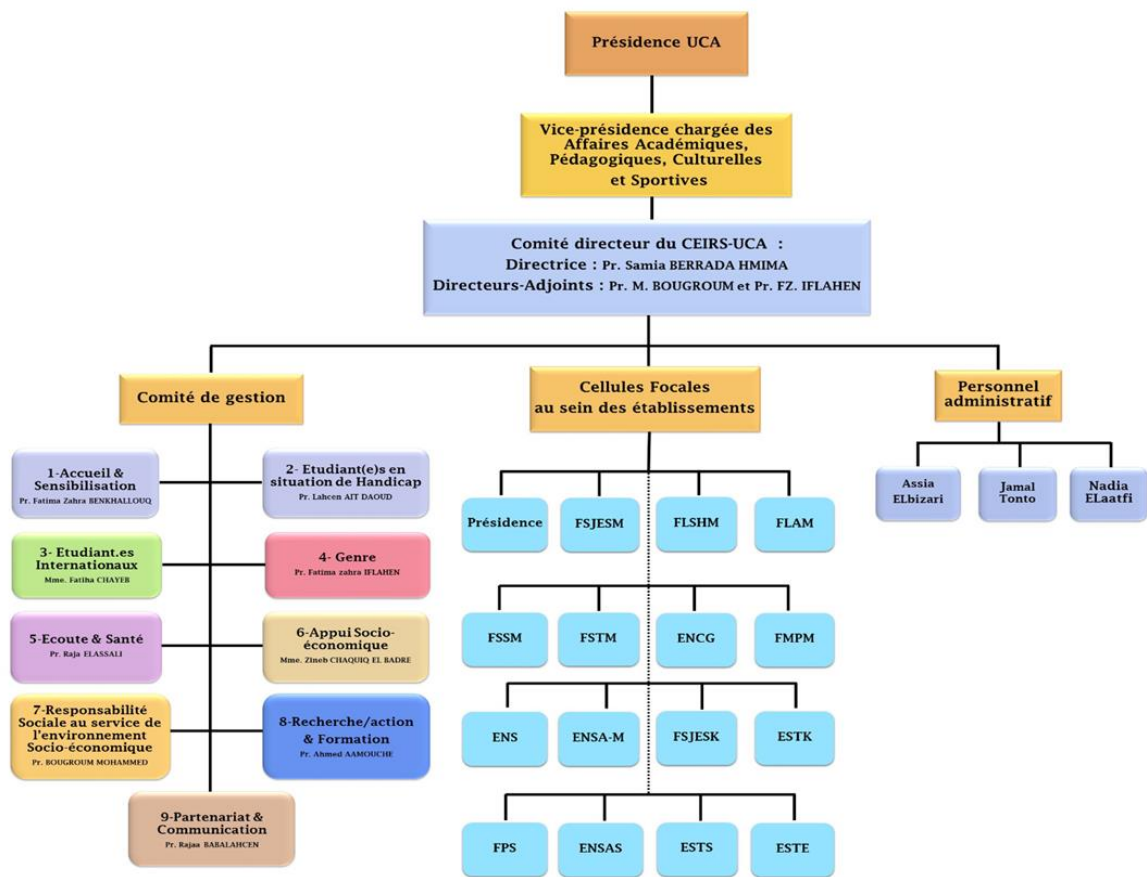 Présidence UCA
Vice-présidence chargée des
Affaires Académiques,
Pédagogiques, Culturelles
et Sportives
Comité directeur du CEIRS-UCA :
Directrice : Pr. Samia BERRADA HMIMA
Directeurs-Adjoints : Pr. M. BOUGROUM et Pr. FZ. IFLAHEN
Comité de gestion
1-Accueil &
Sensibilisation
Pr. Fatima Zahra BENKHALLOUQ
2- Etudiant(e)s en
situation de Handicap
Pr. Lahcen AIT DAOUD
3- Etudiant.es
Internationaux
Mme. Fatiha CHAYEB
4- Genre
Pr. Fatima zahra IFLAHEN
5-Ecoute & Santé
Pr. Raja ELASSALI
6-Appui Socio-
économique
Mme. Zineb CHAQUIQ EL BADRE
7-Responsabilité
Sociale au service de
l'environnement
Socio-économique
Pr. BOUGROUM MOHAMMED
8-Recherche/action
& Formation
Pr. Ahmed AAMOUCHE
9-Partenariat &
Communication
Pr. Rajaa BABALAHCEN
Cellules Focales
au sein des établissements
Présidence
FSJESM
FLSHM
FLAM
FSSM
FSTM
ENCG
FMPM
ENS
ENSA-M
FSJESK
ESTK
FPS
ENSAS
ESTS
ESTE
Personnel
administratif
Assia
ELbizari
Jamal
Tonto
Nadia
ELaatfi